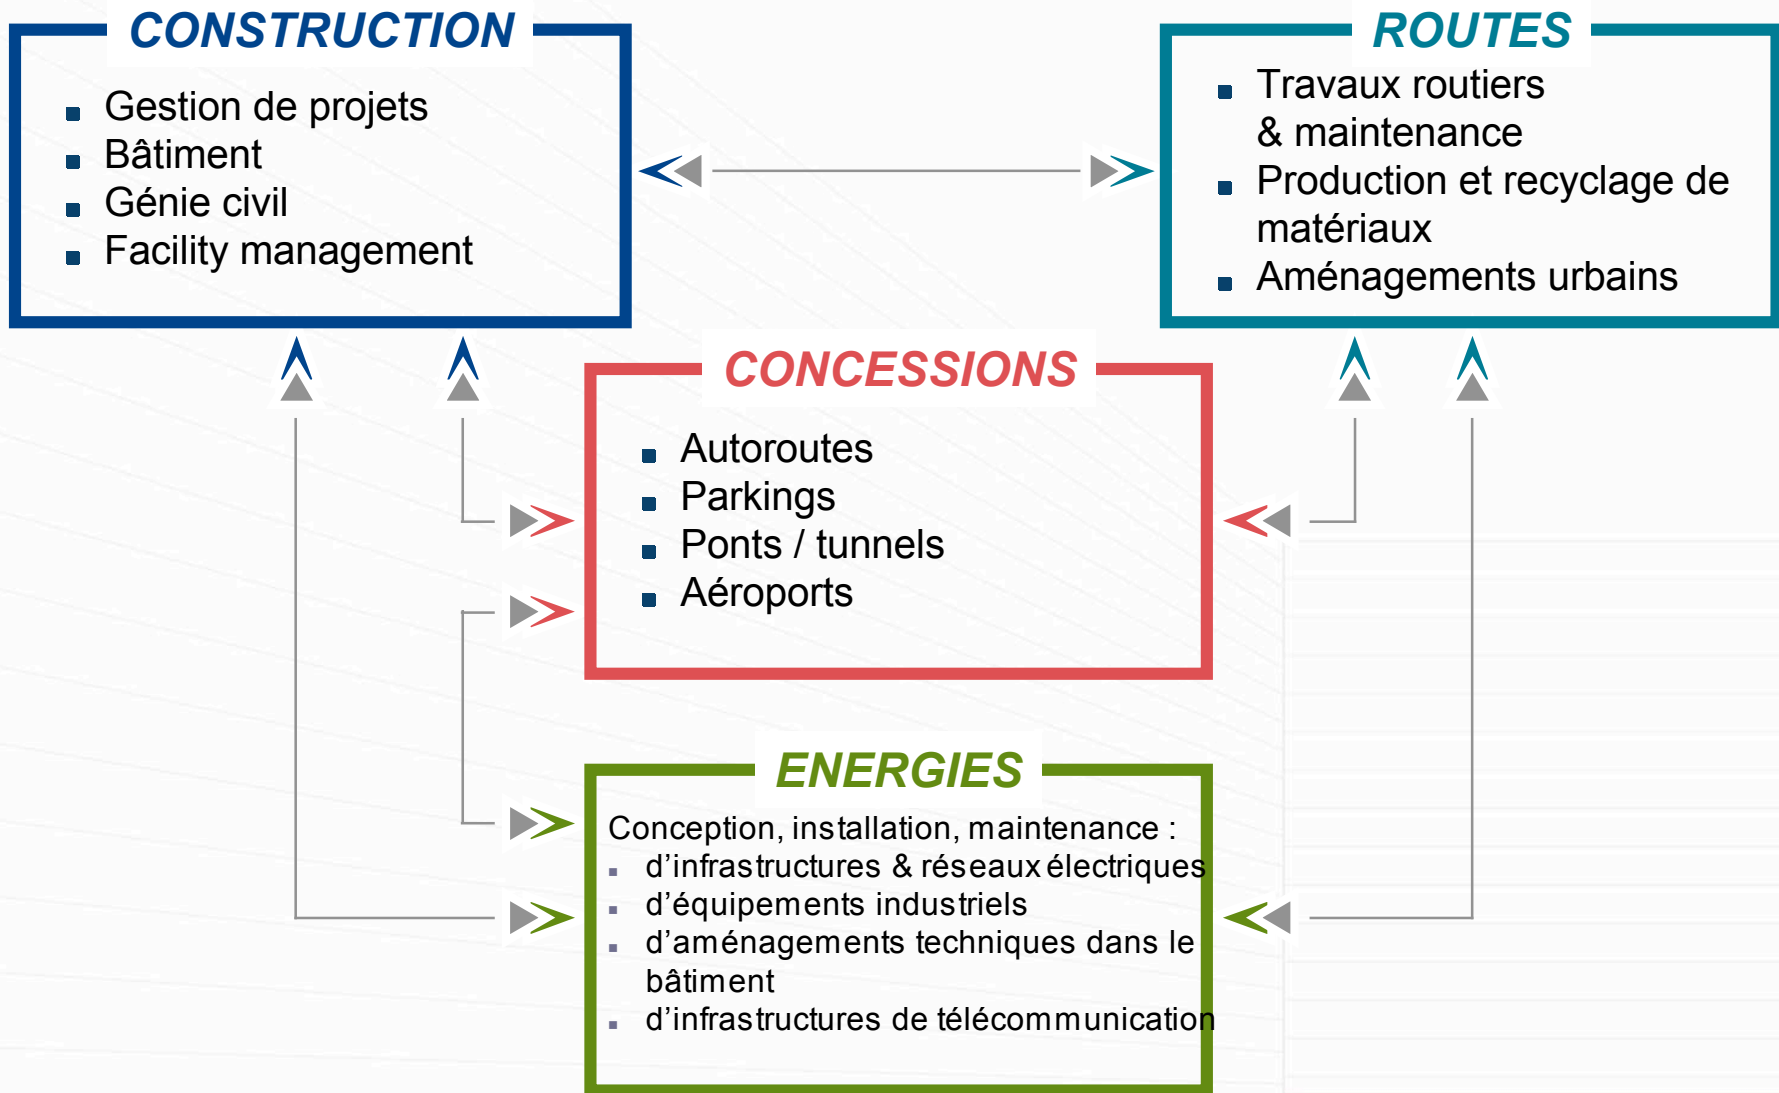 CONSTRUCTION
Gestion de projets
Bâtiment
Génie civil
Facility management
ROUTES
Travaux routiers
& maintenance
Production et recyclage de
matériaux
Aménagements urbains
CONCESSIONS
Autoroutes
Parkings
Ponts / tunnels
Aéroports
ENERGIES
Conception, installation, maintenance :
d’infrastructures & réseaux électriques
d’équipements industriels
d’aménagements techniques dans le
bâtiment
d’infrastructures de télécommunication